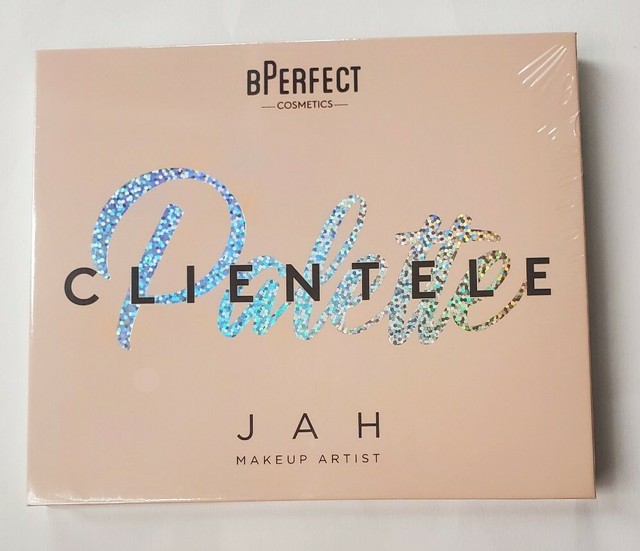 BPERFECT
COSMETICS
Palette
CLIENTELE
JAH
MAKEUP ARTIST